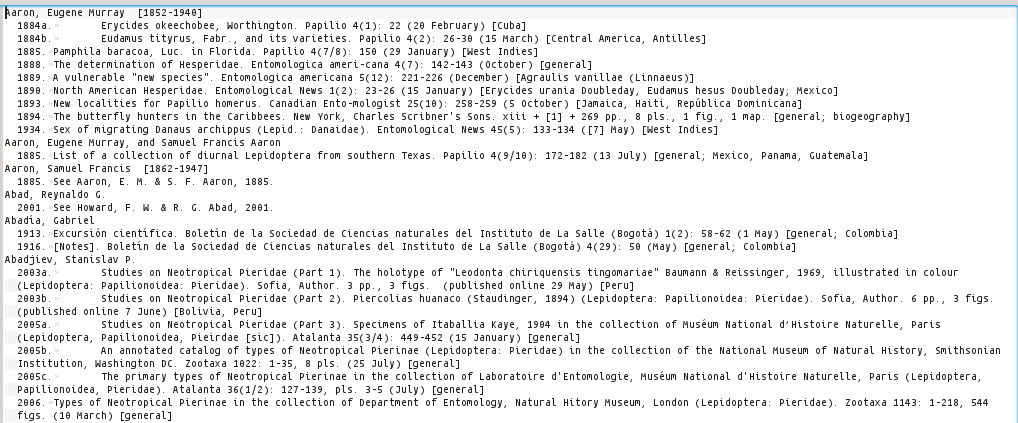 Aaron, Eugene Murray [1852-1940]
1884a.» Erycides okeechobee, Worthington. Papilio 4(1): 22 (20 February) [Cuba]
1884b.» Eudamus tityrus, Fabr., and its varieties. Papilio 4(2): 26-30 (15 March) [Central America, Antilles]
1885.»Pamphila baracoa, Luc. in Florida. Papilio 4(7/8): 150 (29 January) [West Indies]
1888.»The determination of Hesperidae. Entomologica ameri-cana 4(7): 142-143 (October) [general]
1889.»A vulnerable "new species". Entomologica americana 5(12): 221-226 (December) [Agraulis vanillae (Linnaeus)]
1890.»North American Hesperidae. Entomological News 1(2): 23-26 (15 January) [Erycides urania Doubleday, Eudamus hesus Doubleday; Mexico]
1893.»New localities for Papilio homerus. Canadian Ento-mologist 25(10): 258-259 (5 October) [Jamaica, Haiti, República Dominicana]
1894.»The butterfly hunters in the Caribbees. New York, Charles Scribner's Sons. xiii + [1] + 269 pp., 8 pls., 1 fig., 1 map. [general; biogeography]
1934.»Sex of migrating Danaus archippus (Lepid.: Danaidae). Entomological News 45(5): 133-134 ([7] May) [West Indies]
Aaron, Eugene Murray, and Samuel Francis Aaron
1885.»List of a collection of diurnal Lepidoptera from southern Texas. Papilio 4(9/10): 172-182 (13 July) [general; Mexico, Panama, Guatemala]
Aaron, Samuel Francis [1862-1947]
1885.»See Aaron, E. M. & S. F. Aaron, 1885.
Abad, Reynaldo G.
2001.»See Howard, F. W. & R. G. Abad, 2001.
Abadía, Gabriel
1913.»Excursión científica. Boletín de la Sociedad de Ciencias naturales del Instituto de La Salle (Bogotá) 1(2): 58-62 (1 May) [general; Colombia]
1916.»[Notes]. Boletín de la Sociedad de Ciencias naturales del Instituto de La Salle (Bogotá) 4(29): 50 (May) [general; Colombia]
Abadjiev, Stanislav P.
2003a.» Studies on Neotropical Pieridae (Part 1). The holotype of "Leodonta chiriquensis tingomariae" Baumann & Reissinger, 1969, illustrated in colour
(Lepidoptera: Papilionoidea: Pieridae). Sofia, Author. 3 pp., 3 figs. (published online 29 May) [Peru]
2003b.» Studies on Neotropical Pieridae (Part 2). Piercolias huanaco (Staudinger, 1894) (Lepidoptera: Papilionoidea: Pieridae). Sofia, Author. 6 pp., 3 figs.
(published online 7 June) [Bolivia, Peru]
2005a.» Studies on Neotropical Pieridae (Part 3). Specimens of Itaballia Kaye, 1904 in the collection of Muséum National d'Histoire Naturelle, Paris
(Lepidoptera, Papilionoidea, Pieirdae [sic]). Atalanta 35(3/4): 449-452 (15 January) [general]
2005b.» An annotated catalog of types of Neotropical Pierinae (Lepidoptera: Pieridae) in the collection of the National Museum of Natural History, Smithsonian
Institution, Washington DC. Zootaxa 1022: 1-35, 8 pls. (25 July) [general]
2005c.» The primary types of Neotropical Pierinae in the collection of Laboratoire d'Entomologie, Muséum National d'Histoire Naturelle, Paris (Lepidoptera,
Papilionoidea, Pieridae). Atalanta 36(1/2): 127-139, pls. 3-5 (July) [general]
2006.»Types of Neotropical Pierinae in the collection of Department of Entomology, Natural Hitory Museum, London (Lepidoptera: Pieridae). Zootaxa 1143: 1-218, 544
figs. (10 March) [general]